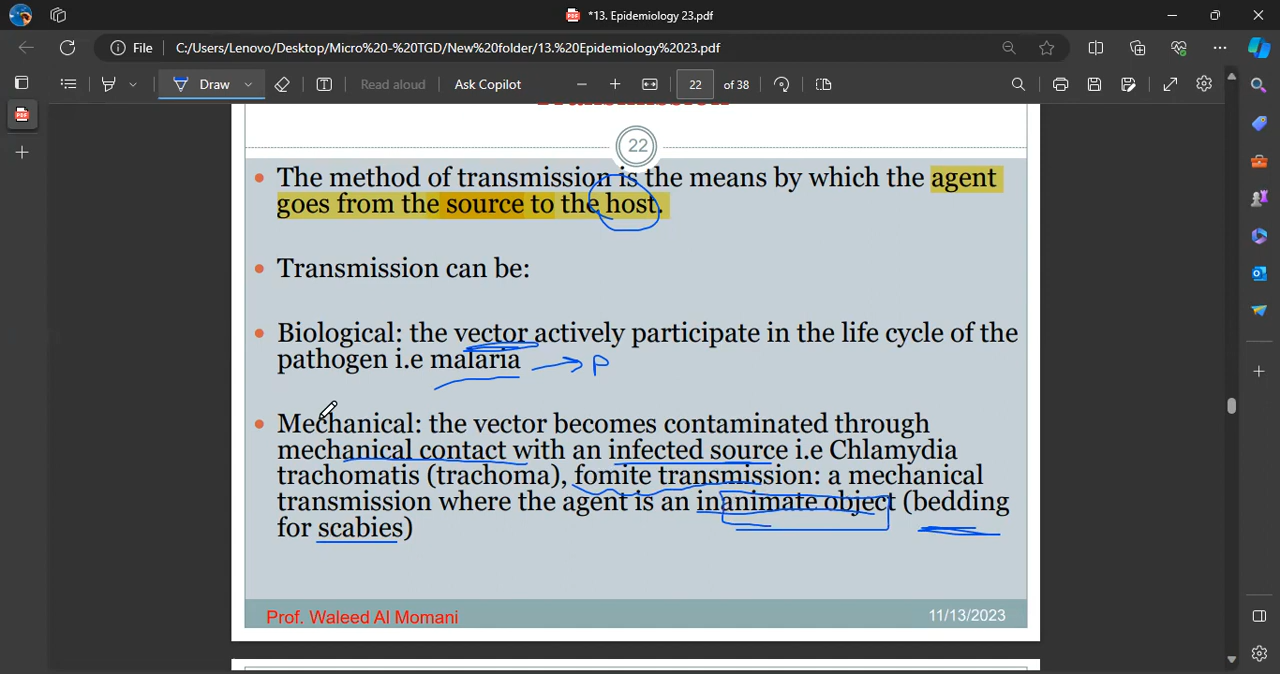 *13. Epidemiology 23.pdf
File
C:/Users/Lenovo/Desktop/Micro%20-%20TGD/New%20folder/13.%20Epidemiology%2023.pdf
Draw
Read aloud
Ask Copilot
22
of 38
22
The method of transmission is the means by which the agent
goes from the source to the host.
Transmission can be:
Biological: the vector actively participate in the life cycle of the
pathogen i.e malaria → P
Mechanical: the vector becomes contaminated through
mechanical contact with an infected source i.e Chlamydia
trachomatis (trachoma), fomite transmission: a mechanical
transmission where the agent is an inanimate object (bedding
for scabies)
Prof. Waleed Al Momani
11/13/2023